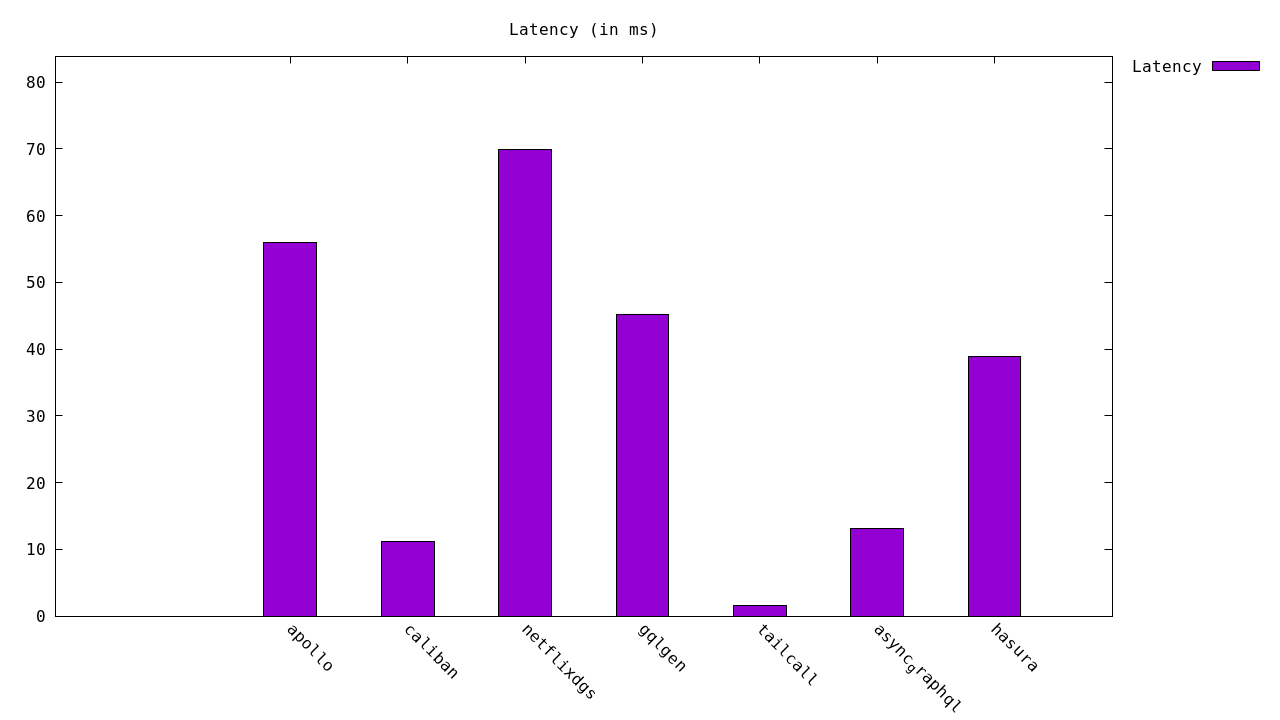 Latency (in ms)
Latency
80
70
60
50
40
30
20
10
0
apollo
caliban
netflixdgs
gqlgen
tailcall
async_graphql
hasura